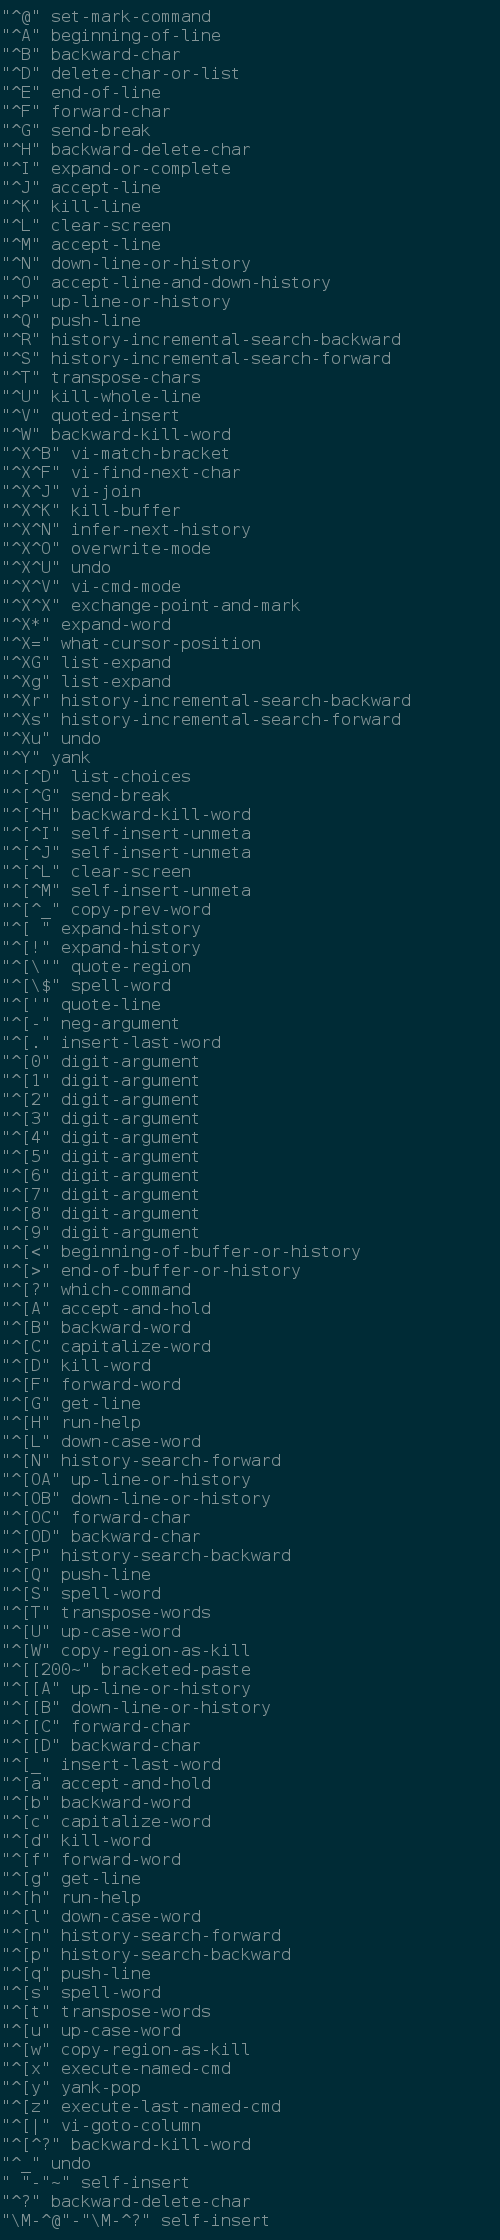 "^@" set-mark-command
"^A" beginning-of-line
"^B" backward-char
"^D" delete-char-or-list
"^E" end-of-line
"^F" forward-char
"^G" send-break
"^H" backward-delete-char
"^I" expand-or-complete
"^J" accept-line
"^K" kill-line
"^L" clear-screen
"^M" accept-line
"^N" down-line-or-history
"^O" accept-line-and-down-history
"^P" up-line-or-history
"^Q" push-line
"^R" history-incremental-search-backward
"^S" history-incremental-search-forward
"^T" transpose-chars
"^U" kill-whole-line
"^V" quoted-insert
"^W" backward-kill-word
"^X^B" vi-match-bracket
"^X^F" vi-find-next-char
"^X^J" vi-join
"^X^K" kill-buffer
"^X^N" infer-next-history
"^X^O" overwrite-mode
"^X^U" undo
"^X^V" vi-cmd-mode
"^X^X" exchange-point-and-mark
"^X*" expand-word
"^X=" what-cursor-position
"^XG" list-expand
"^Xg" list-expand
"^Xr" history-incremental-search-backward
"^Xs" history-incremental-search-forward
"^Xu" undo
"^Y" yank
"^[^D" list-choices
"^[^G" send-break
"^[^H" backward-kill-word
"^[^I" self-insert-unmeta
"^[^J" self-insert-unmeta
"^[^L" clear-screen
"^[^M" self-insert-unmeta
"^[^_" copy-prev-word
"^[ " expand-history
"^[!" expand-history
"^[\"" quote-region
"^[\$" spell-word
"^['" quote-line
"^[-" neg-argument
"^[." insert-last-word
"^[0" digit-argument
"^[1" digit-argument
"^[2" digit-argument
"^[3" digit-argument
"^[4" digit-argument
"^[5" digit-argument
"^[6" digit-argument
"^[7" digit-argument
"^[8" digit-argument
"^[9" digit-argument
"^[<" beginning-of-buffer-or-history
"^[>" end-of-buffer-or-history
"^[?" which-command
"^[A" accept-and-hold
"^[B" backward-word
"^[C" capitalize-word
"^[D" kill-word
"^[F" forward-word
"^[G" get-line
"^[H" run-help
"^[L" down-case-word
"^[N" history-search-forward
"^[OA" up-line-or-history
"^[OB" down-line-or-history
"^[OC" forward-char
"^[OD" backward-char
"^[P" history-search-backward
"^[Q" push-line
"^[S" spell-word
"^[T" transpose-words
"^[U" up-case-word
"^[W" copy-region-as-kill
"^[[200~" bracketed-paste
"^[[A" up-line-or-history
"^[[B" down-line-or-history
"^[[C" forward-char
"^[[D" backward-char
"^[_" insert-last-word
"^[a" accept-and-hold
"^[b" backward-word
"^[c" capitalize-word
"^[d" kill-word
"^[f" forward-word
"^[g" get-line
"^[h" run-help
"^[l" down-case-word
"^[n" history-search-forward
"^[p" history-search-backward
"^[q" push-line
"^[s" spell-word
"^[t" transpose-words
"^[u" up-case-word
"^[w" copy-region-as-kill
"^[x" execute-named-cmd
"^[y" yank-pop
"^[z" execute-last-named-cmd
"^[|" vi-goto-column
"^[^?" backward-kill-word
"^_" undo
" "-"~" self-insert
"^?" backward-delete-char
"\M-^@"-"\M-^?" self-insert